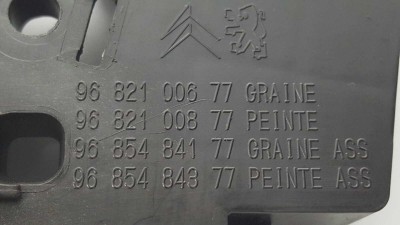 96 821 006 77 GRAINE
96 821 008 77 PEINTE
96 854 841 77 GRAINE ASS
96 854 843 77 PEINTE ASS